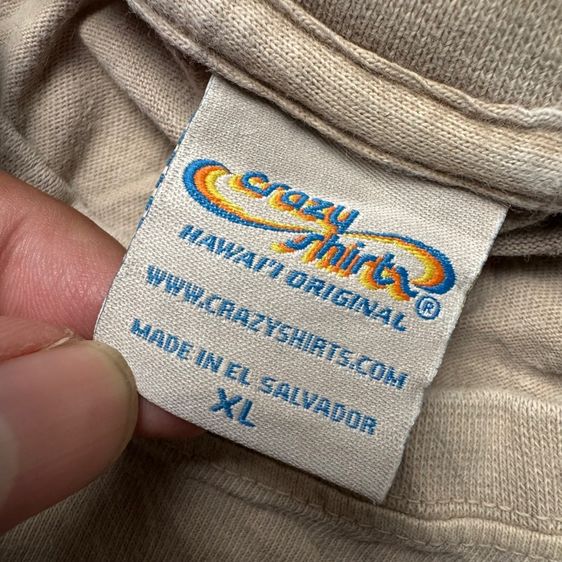 crazy
shirts
HAWAI'I ORIGINAL ®
WWW.CRAZYSHIRTS.COM
MADE IN EL SALVADOR
XL